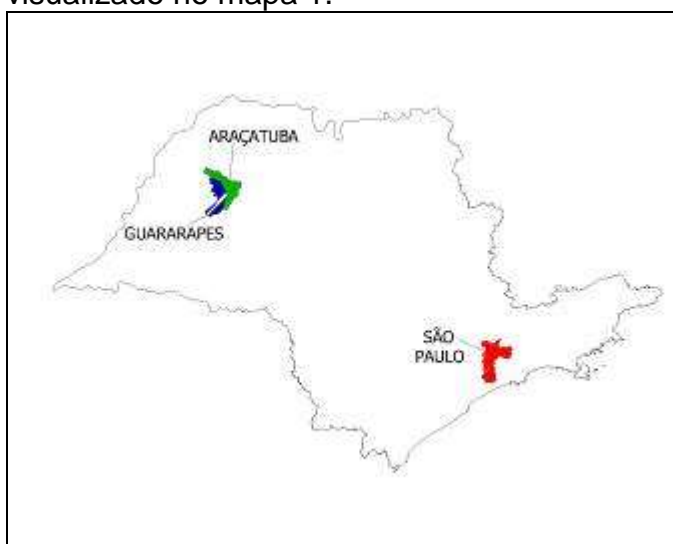 visualizado no mapa 1.
ARAÇATUBA
GUARARAPES
SÃO
PAULO